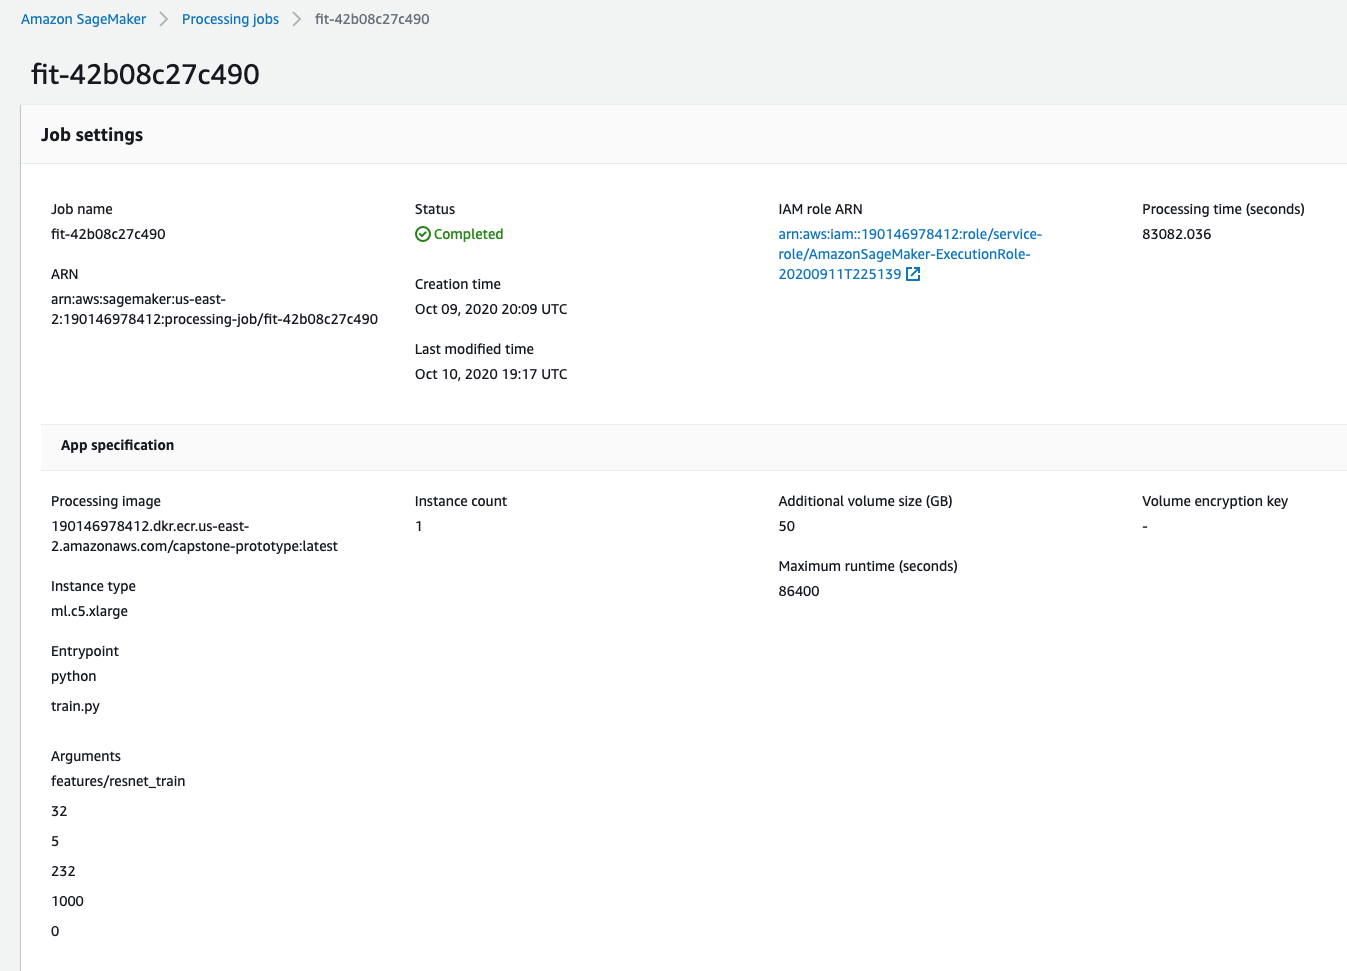 Amazon SageMaker > Processing jobs > fit-42b08c27c490
fit-42b08c27c490
Job settings
Job name
fit-42b08c27c490
ARN
arn:aws:sagemaker:us-east-
2:190146978412:processing-job/fit-42b08c27c490
Status
Completed
Creation time
Oct 09, 2020 20:09 UTC
Last modified time
Oct 10, 2020 19:17 UTC
IAM role ARN
arn:aws:iam::190146978412:role/service-
role/AmazonSageMaker-ExecutionRole-
20200911T225139
Processing time (seconds)
83082.036
App specification
Processing image
190146978412.dkr.ecr.us-east-
2.amazonaws.com/capstone-prototype:latest
Instance type
ml.c5.xlarge
Entrypoint
python
train.py
Arguments
features/resnet_train
32
5
232
1000
0
Instance count
1
Additional volume size (GB)
50
Maximum runtime (seconds)
86400
Volume encryption key
-